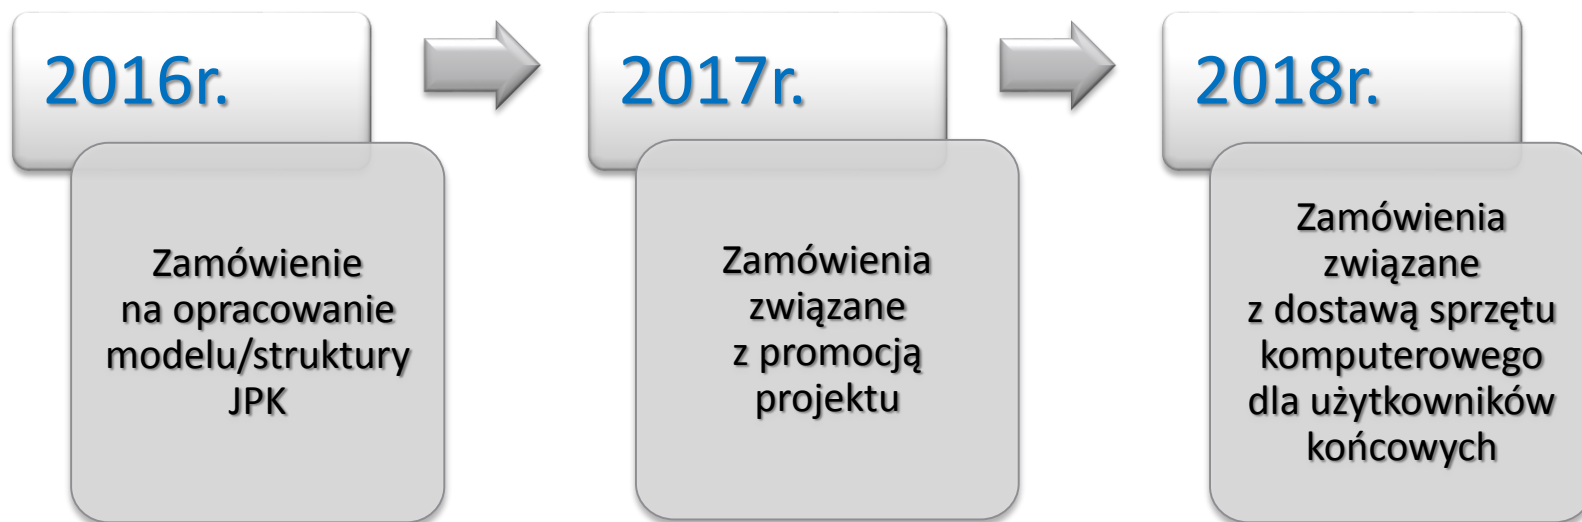 2016r.
Zamówienie
na opracowanie
modelu/struktury
JPK
2017r.
Zamówienia
związane
z promocją
projektu
2018r.
Zamówienia
związane
z dostawą sprzętu
komputerowego
dla użytkowników
końcowych